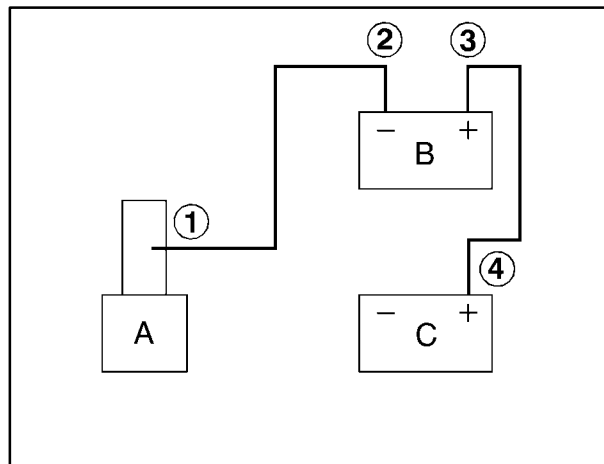 ② ③
− +
B
①
④
A
− +
C